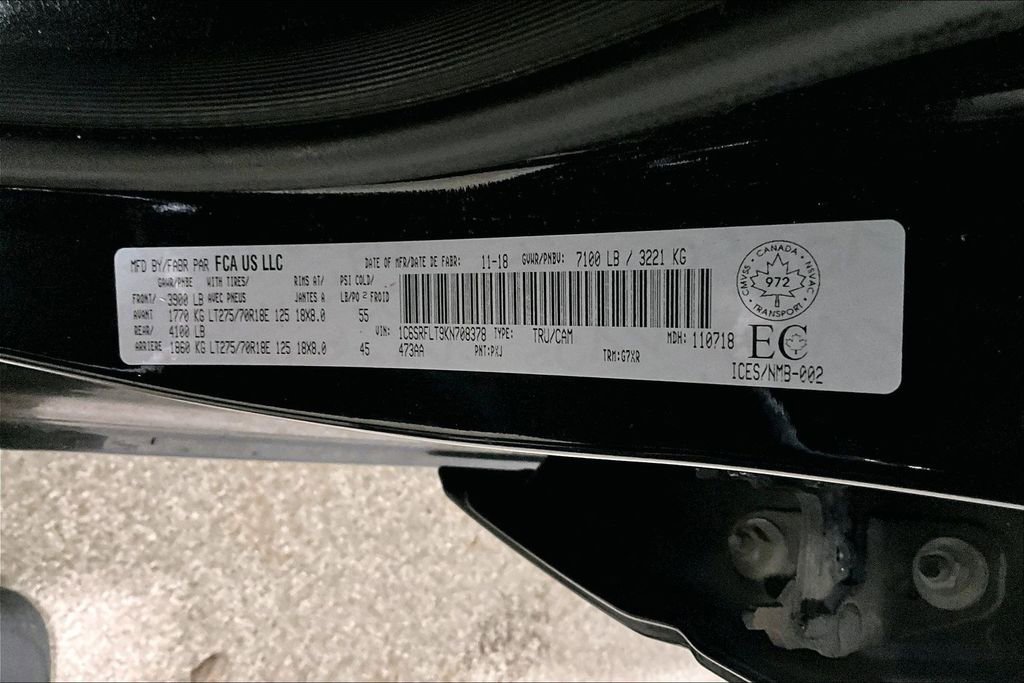 MFD BY/FABR PAR FCA US LLC DATE OF MFR/DATE DE FABR: 11-18 GVWR/PNBV: 7100 LB / 3221 KG
GAWR/PNBE WITH TIRES/ RIMS AT/ PSI COLD/
FRONT/ 3900 LB AVEC PNEUS JANTES A LB/PO² FROID
AVANT 1770 KG LT275/70R18E 125 18X8.0 55
REAR/ 4100 LB
ARRIERE 1860 KG LT275/70R18E 125 18X8.0 45
VIN: 1C6SRFLT9KN708378 TYPE: TRU/CAM MDH: 110718
473AA PNT:PXJ TRM:G7XR
CANADA
CMVSS 972 NSVAC
TRANSPORT
EC
ICES/NMB-002